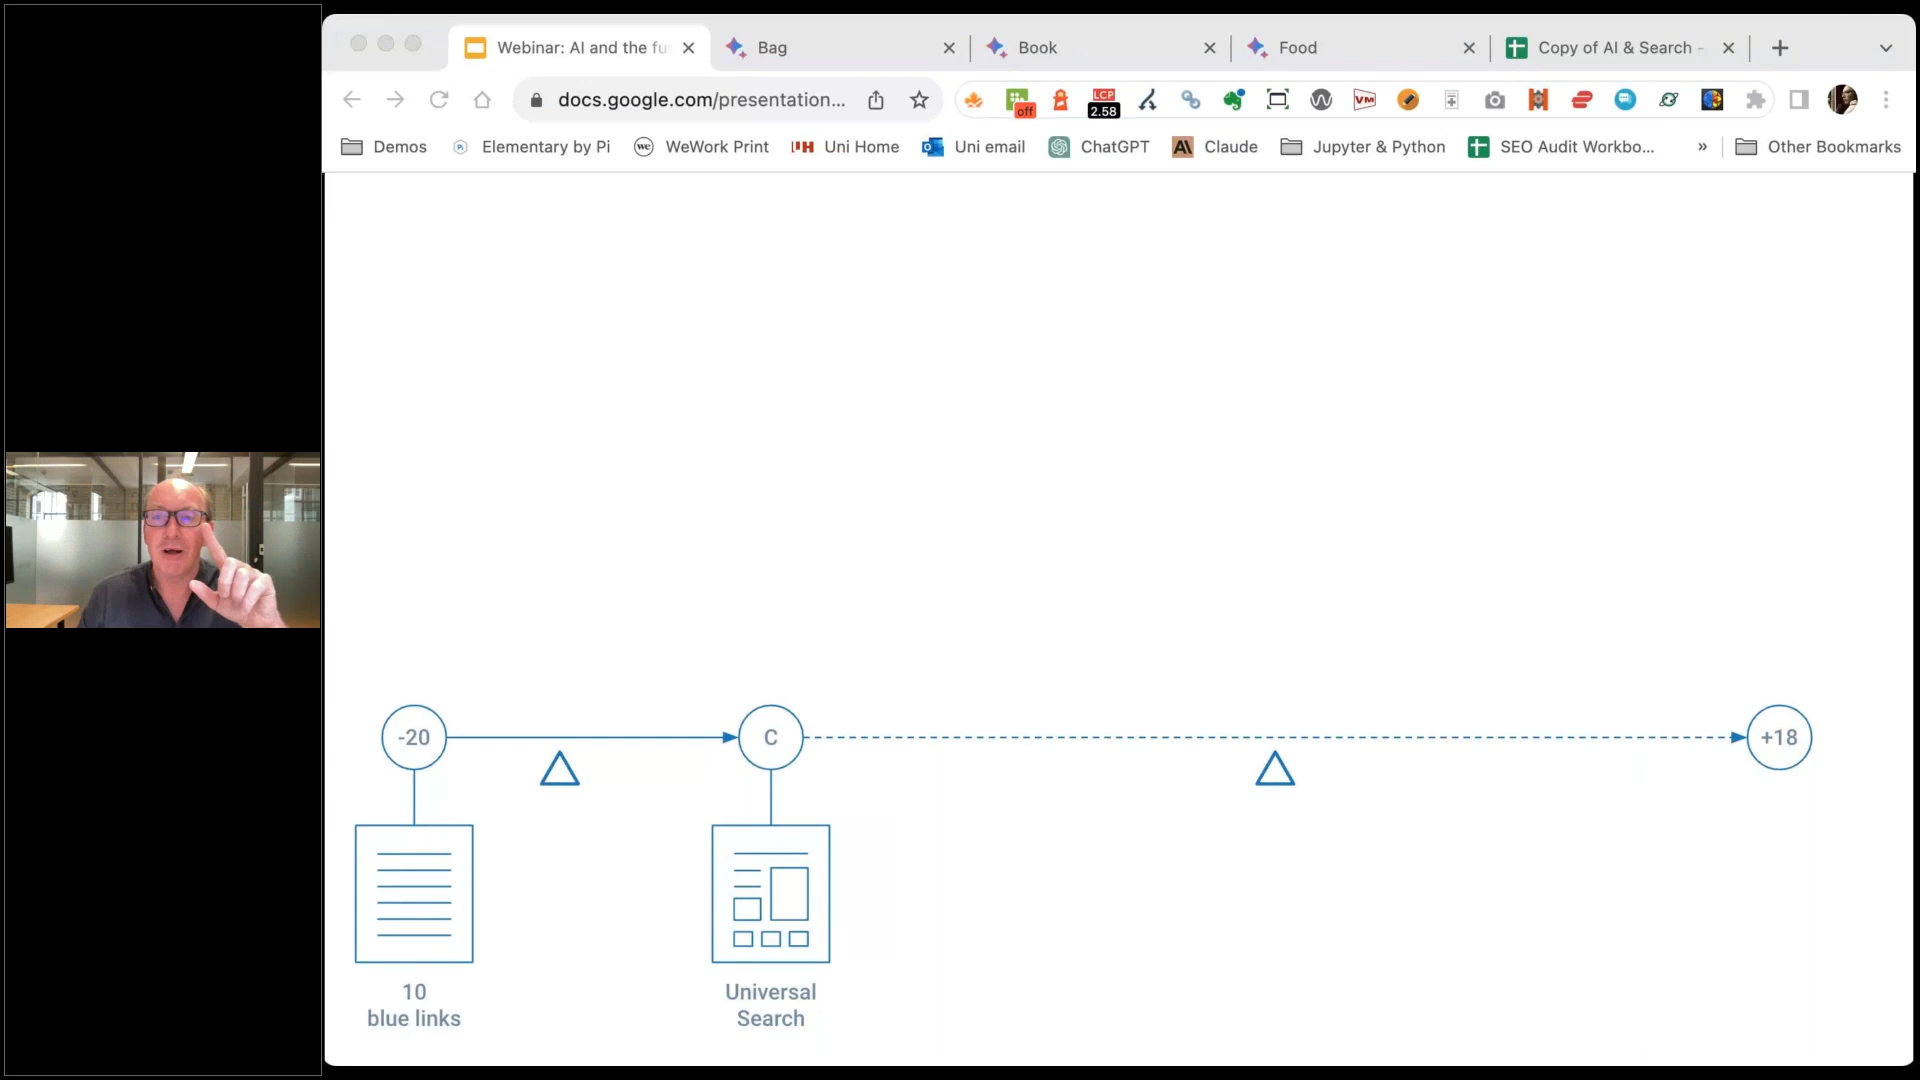 Webinar: AI and the fu
Bag
Book
Food
Copy of AI & Search -
docs.google.com/presentation...
off
LCP
2.58
VM
Demos
Elementary by Pi
WeWork Print
Uni Home
Uni email
ChatGPT
Claude
Jupyter & Python
SEO Audit Workbo...
»
Other Bookmarks
-20
C
+18
10
blue links
Universal
Search